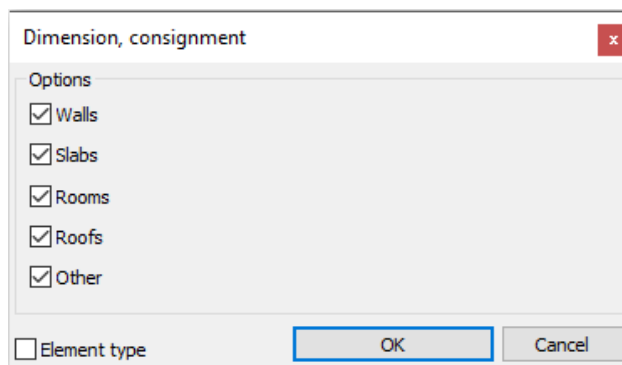 Dimension, consignment
x
Options
Walls
Slabs
Rooms
Roofs
Other
Element type
OK
Cancel